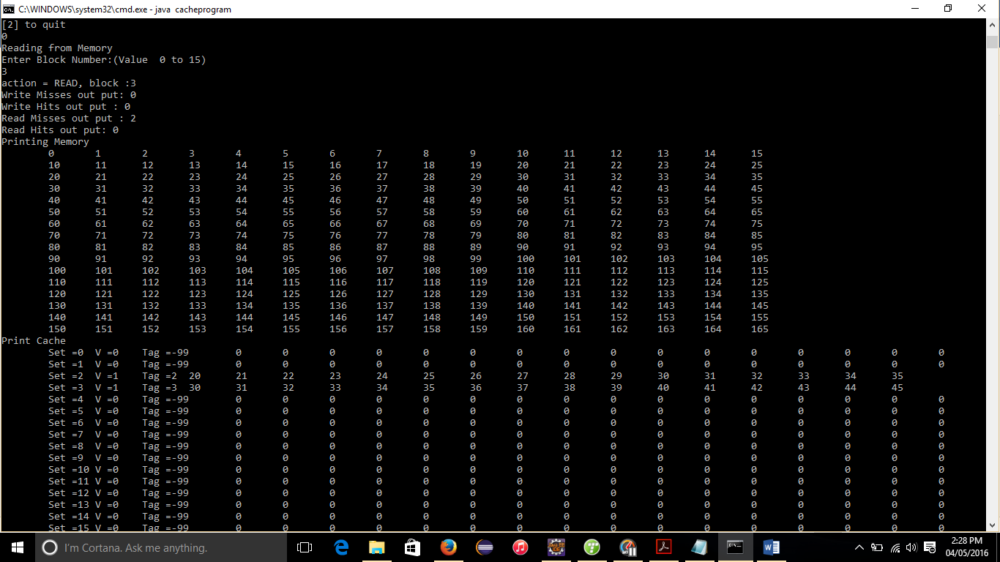 C:\WINDOWS\system32\cmd.exe - java  cacheprogram
[2] to quit
0
Reading from Memory
Enter Block Number:(Value  0 to 15)
3
action = READ, block :3
Write Misses out put: 0
Write Hits out put : 0
Read Misses out put : 2
Read Hits out put: 0
Printing Memory
0 1 2 3 4 5 6 7 8 9 10 11 12 13 14 15
10 11 12 13 14 15 16 17 18 19 20 21 22 23 24 25
20 21 22 23 24 25 26 27 28 29 30 31 32 33 34 35
30 31 32 33 34 35 36 37 38 39 40 41 42 43 44 45
40 41 42 43 44 45 46 47 48 49 50 51 52 53 54 55
50 51 52 53 54 55 56 57 58 59 60 61 62 63 64 65
60 61 62 63 64 65 66 67 68 69 70 71 72 73 74 75
70 71 72 73 74 75 76 77 78 79 80 81 82 83 84 85
80 81 82 83 84 85 86 87 88 89 90 91 92 93 94 95
90 91 92 93 94 95 96 97 98 99 100 101 102 103 104 105
100 101 102 103 104 105 106 107 108 109 110 111 112 113 114 115
110 111 112 113 114 115 116 117 118 119 120 121 122 123 124 125
120 121 122 123 124 125 126 127 128 129 130 131 132 133 134 135
130 131 132 133 134 135 136 137 138 139 140 141 142 143 144 145
140 141 142 143 144 145 146 147 148 149 150 151 152 153 154 155
150 151 152 153 154 155 156 157 158 159 160 161 162 163 164 165
Print Cache
Set =0 V =0 Tag =-99 0 0 0 0 0 0 0 0 0 0 0 0 0 0 0 0
Set =1 V =0 Tag =-99 0 0 0 0 0 0 0 0 0 0 0 0 0 0 0 0
Set =2 V =1 Tag =2 20 21 22 23 24 25 26 27 28 29 30 31 32 33 34 35
Set =3 V =1 Tag =3 30 31 32 33 34 35 36 37 38 39 40 41 42 43 44 45
Set =4 V =0 Tag =-99 0 0 0 0 0 0 0 0 0 0 0 0 0 0 0 0
Set =5 V =0 Tag =-99 0 0 0 0 0 0 0 0 0 0 0 0 0 0 0 0
Set =6 V =0 Tag =-99 0 0 0 0 0 0 0 0 0 0 0 0 0 0 0 0
Set =7 V =0 Tag =-99 0 0 0 0 0 0 0 0 0 0 0 0 0 0 0 0
Set =8 V =0 Tag =-99 0 0 0 0 0 0 0 0 0 0 0 0 0 0 0 0
Set =9 V =0 Tag =-99 0 0 0 0 0 0 0 0 0 0 0 0 0 0 0 0
Set =10 V =0 Tag =-99 0 0 0 0 0 0 0 0 0 0 0 0 0 0 0 0
Set =11 V =0 Tag =-99 0 0 0 0 0 0 0 0 0 0 0 0 0 0 0 0
Set =12 V =0 Tag =-99 0 0 0 0 0 0 0 0 0 0 0 0 0 0 0 0
Set =13 V =0 Tag =-99 0 0 0 0 0 0 0 0 0 0 0 0 0 0 0 0
Set =14 V =0 Tag =-99 0 0 0 0 0 0 0 0 0 0 0 0 0 0 0 0
Set =15 V =0 Tag =-99 0 0 0 0 0 0 0 0 0 0 0 0 0 0 0 0
I'm Cortana. Ask me anything.
2:28 PM
04/05/2016